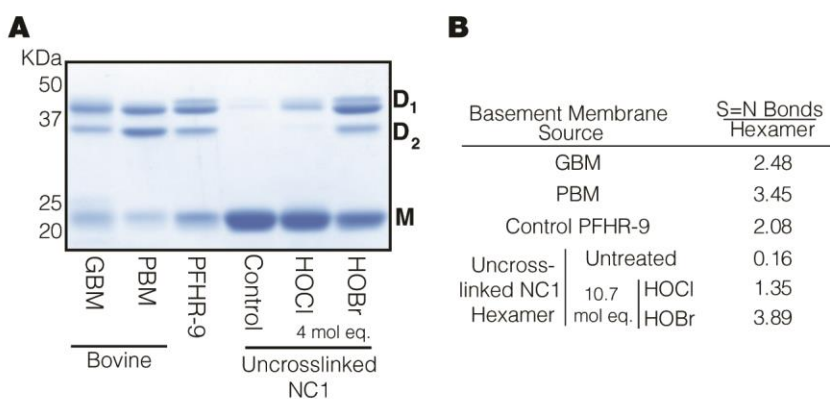 A
KDa
50
37
25
20
D1
D2
M
GBM
PBM
PFHR-9
Control
HOCl
HOBr
4 mol eq.
Bovine
Uncrosslinked
NC1
B
Basement Membrane
Source
S=N Bonds
Hexamer
GBM 2.48
PBM 3.45
Control PFHR-9 2.08
Uncross-
linked NC1
Hexamer
Untreated 0.16
10.7
mol eq.
HOCl 1.35
HOBr 3.89